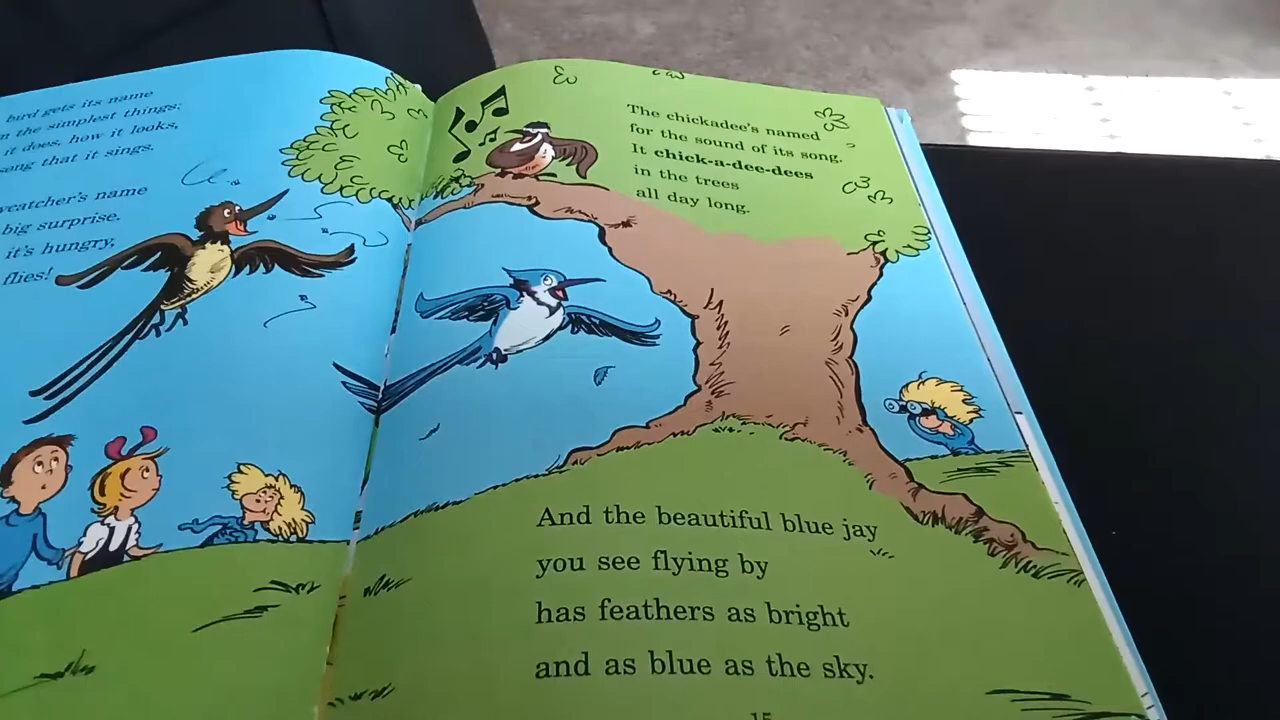 bird gets its name
the simplest things:
it does, how it looks,
song that it sings.
name
big surprise.
it's hungry,
flies!
The chickadee's named
for the sound of its song.
It chick-a-dee-dees
in the trees
all day long.
And the beautiful blue jay
you see flying by
has feathers as bright
and as blue as the sky.
15